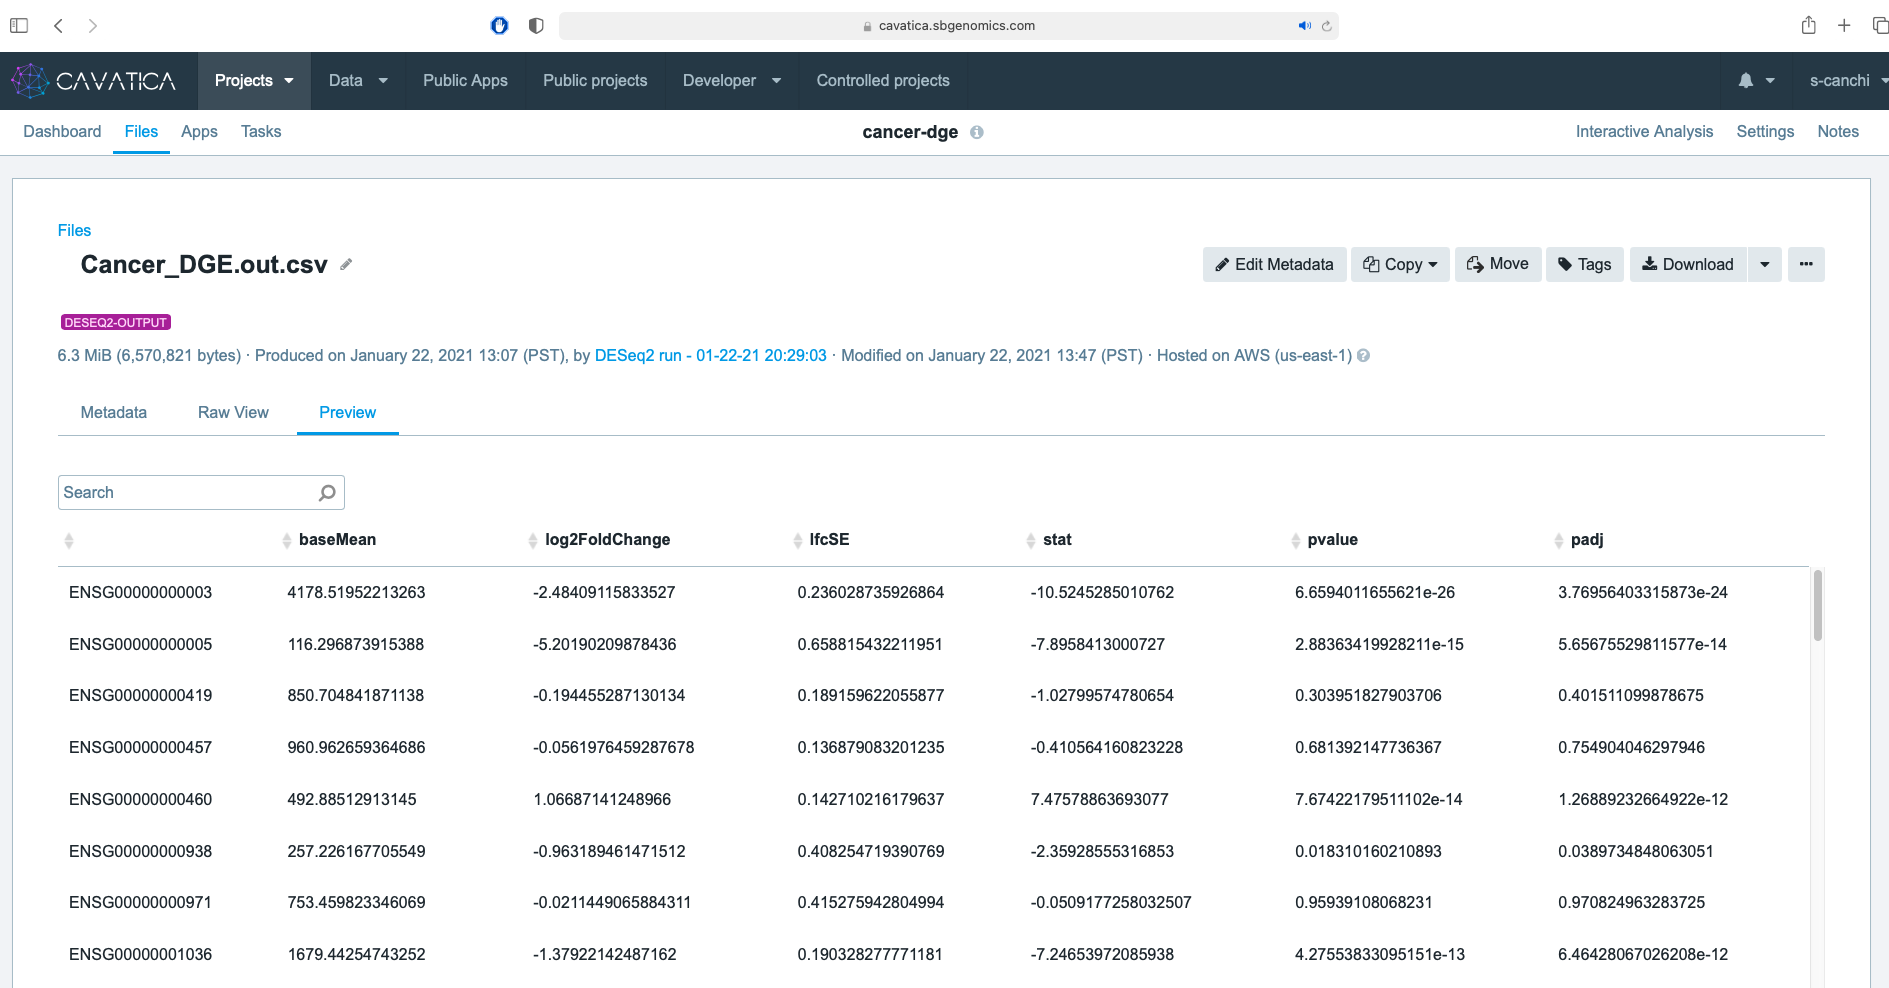 cavatica.sbgenomics.com
CAVATICA Projects Data Public Apps Public projects Developer Controlled projects s-canchi
Dashboard Files Apps Tasks cancer-dge Interactive Analysis Settings Notes
Files
Cancer_DGE.out.csv Edit Metadata Copy Move Tags Download
DESEQ2-OUTPUT
6.3 MiB (6,570,821 bytes) · Produced on January 22, 2021 13:07 (PST), by DESeq2 run - 01-22-21 20:29:03 · Modified on January 22, 2021 13:47 (PST) · Hosted on AWS (us-east-1)
Metadata Raw View Preview
Search
baseMean log2FoldChange lfcSE stat pvalue padj
ENSG00000000003 4178.51952213263 -2.48409115833527 0.236028735926864 -10.5245285010762 6.6594011655621e-26 3.76956403315873e-24
ENSG00000000005 116.296873915388 -5.20190209878436 0.658815432211951 -7.8958413000727 2.88363419928211e-15 5.65675529811577e-14
ENSG00000000419 850.704841871138 -0.194455287130134 0.189159622055877 -1.02799574780654 0.303951827903706 0.401511099878675
ENSG00000000457 960.962659364686 -0.0561976459287678 0.136879083201235 -0.410564160823228 0.681392147736367 0.754904046297946
ENSG00000000460 492.88512913145 1.06687141248966 0.142710216179637 7.47578863693077 7.67422179511102e-14 1.26889232664922e-12
ENSG00000000938 257.226167705549 -0.963189461471512 0.408254719390769 -2.35928555316853 0.018310160210893 0.0389734848063051
ENSG00000000971 753.459823346069 -0.0211449065884311 0.415275942804994 -0.0509177258032507 0.95939108068231 0.970824963283725
ENSG00000001036 1679.44254743252 -1.37922142487162 0.190328277771181 -7.24653972085938 4.27553833095151e-13 6.46428067026208e-12